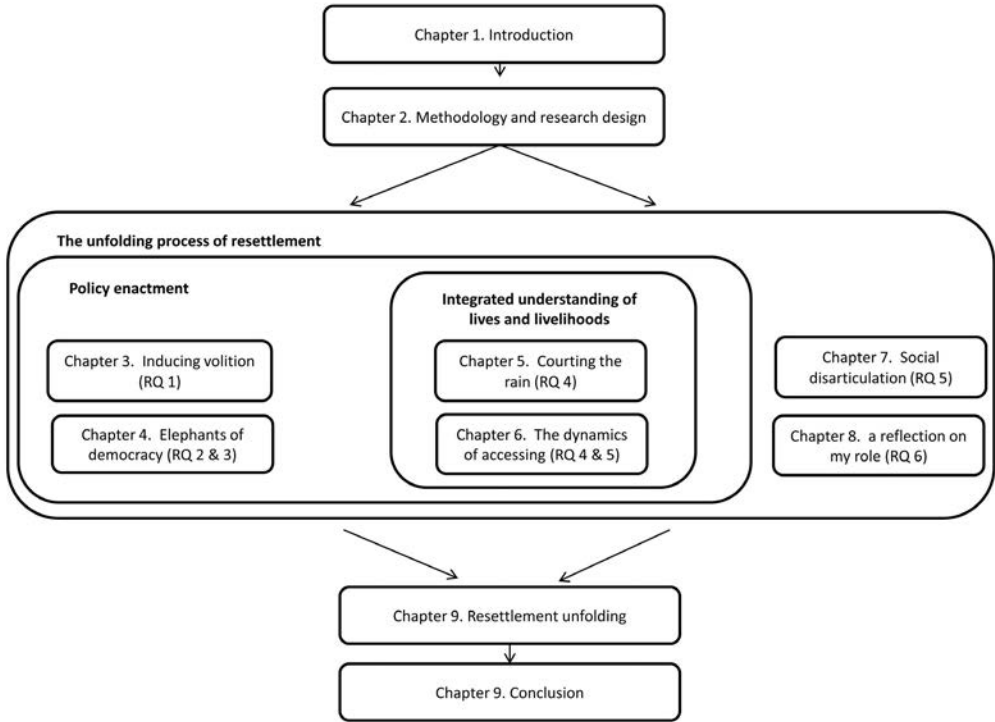 Chapter 1. Introduction
Chapter 2. Methodology and research design
The unfolding process of resettlement
Policy enactment
Integrated understanding of
lives and livelihoods
Chapter 3.  Inducing volition
(RQ 1)
Chapter 4.  Elephants of
democracy (RQ 2 & 3)
Chapter 5.  Courting the
rain (RQ 4)
Chapter 6.  The dynamics
of accessing (RQ 4 & 5)
Chapter 7.  Social
disarticulation (RQ 5)
Chapter 8.  a reflection on
my role (RQ 6)
Chapter 9. Resettlement unfolding
Chapter 9. Conclusion